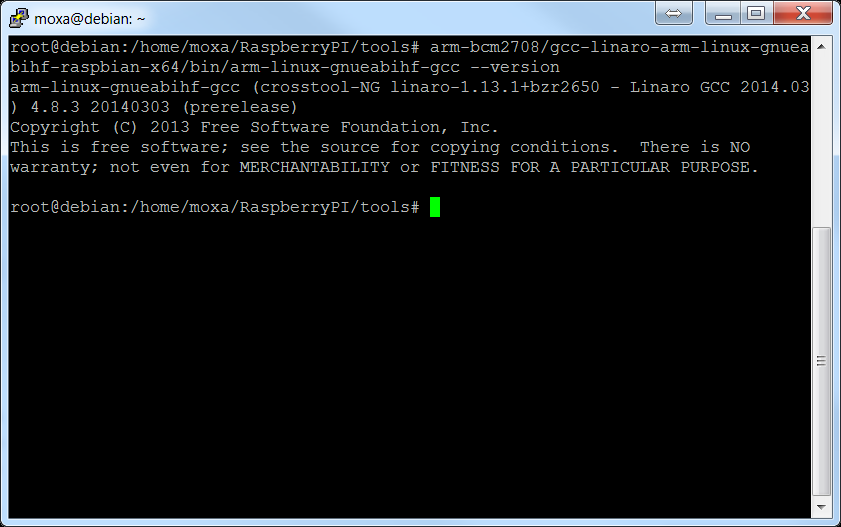 moxa@debian: ~
root@debian:/home/moxa/RaspberryPI/tools# arm-bcm2708/gcc-linaro-arm-linux-gnuea
bihf-raspbian-x64/bin/arm-linux-gnueabihf-gcc --version
arm-linux-gnueabihf-gcc (crosstool-NG linaro-1.13.1+bzr2650 - Linaro GCC 2014.03
) 4.8.3 20140303 (prerelease)
Copyright (C) 2013 Free Software Foundation, Inc.
This is free software; see the source for copying conditions.  There is NO
warranty; not even for MERCHANTABILITY or FITNESS FOR A PARTICULAR PURPOSE.
root@debian:/home/moxa/RaspberryPI/tools#